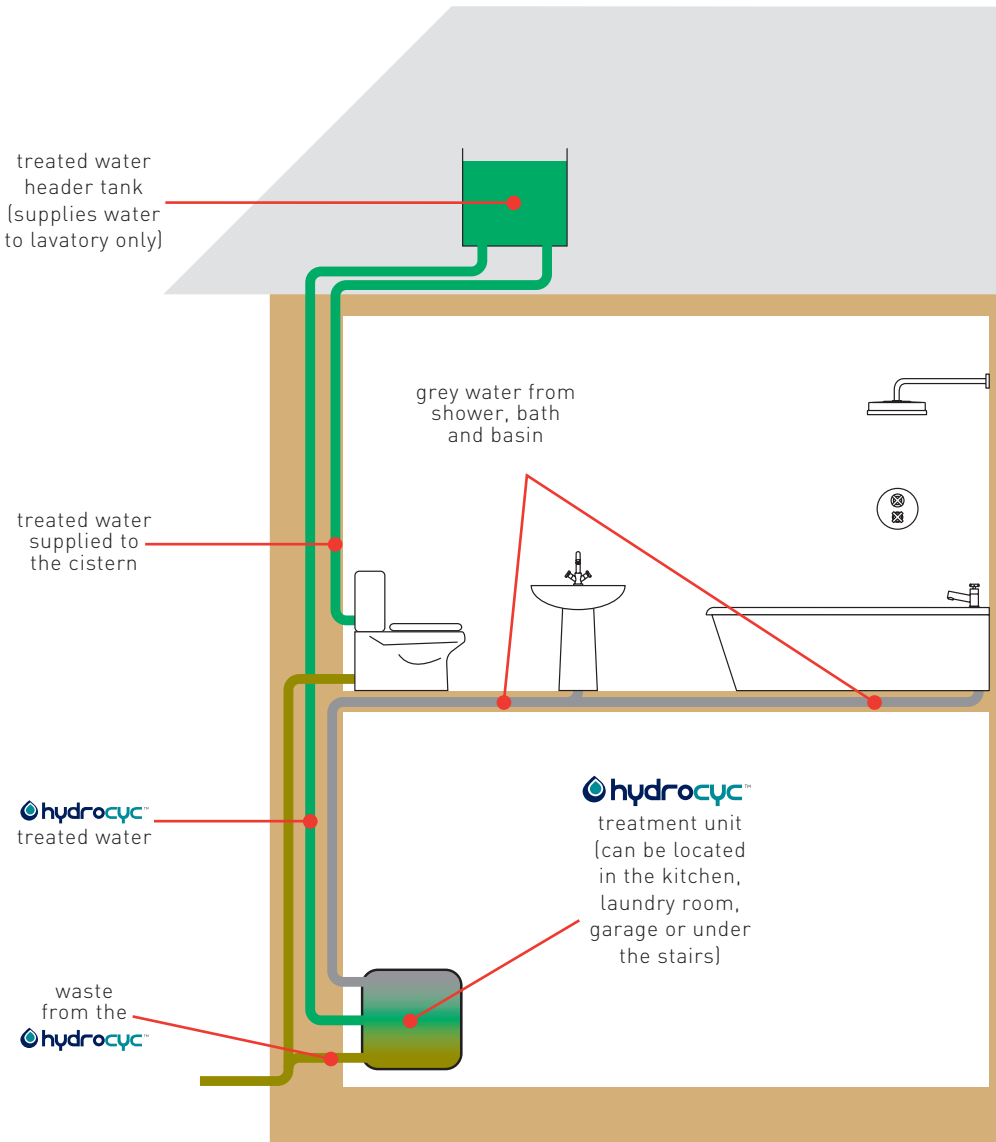 treated water
header tank
(supplies water
to lavatory only)
grey water from
shower, bath
and basin
treated water
supplied to
the cistern
hydrocyc™
treated water
hydrocyc™
treatment unit
(can be located
in the kitchen,
laundry room,
garage or under
the stairs)
waste
from the
hydrocyc™